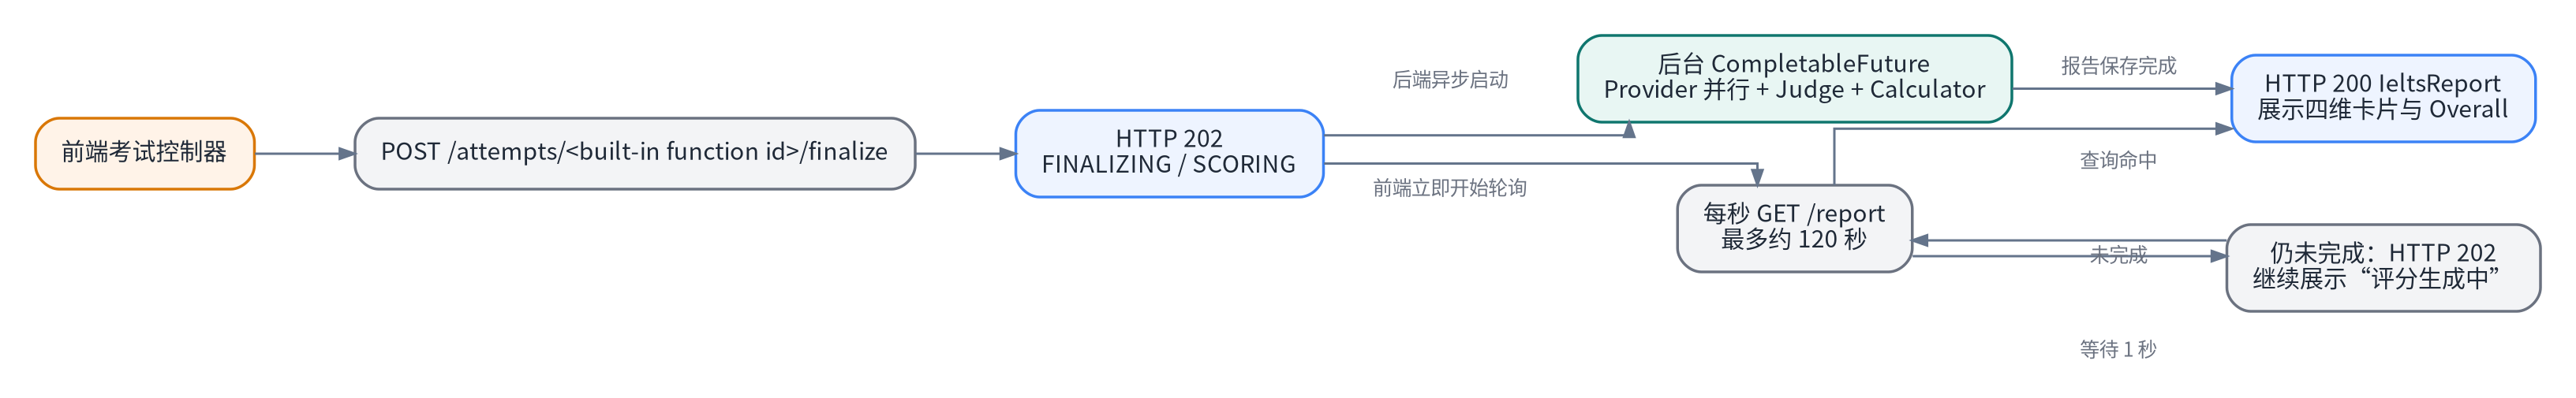 前端考试控制器
POST /attempts/<built-in function id>/finalize
HTTP 202
FINALIZING / SCORING
后端异步启动
前端立即开始轮询
后台 CompletableFuture
Provider 并行 + Judge + Calculator
每秒 GET /report
最多约 120 秒
报告保存完成
查询命中
未完成
等待 1 秒
HTTP 200 IeltsReport
展示四维卡片与 Overall
仍未完成：HTTP 202
继续展示“评分生成中”